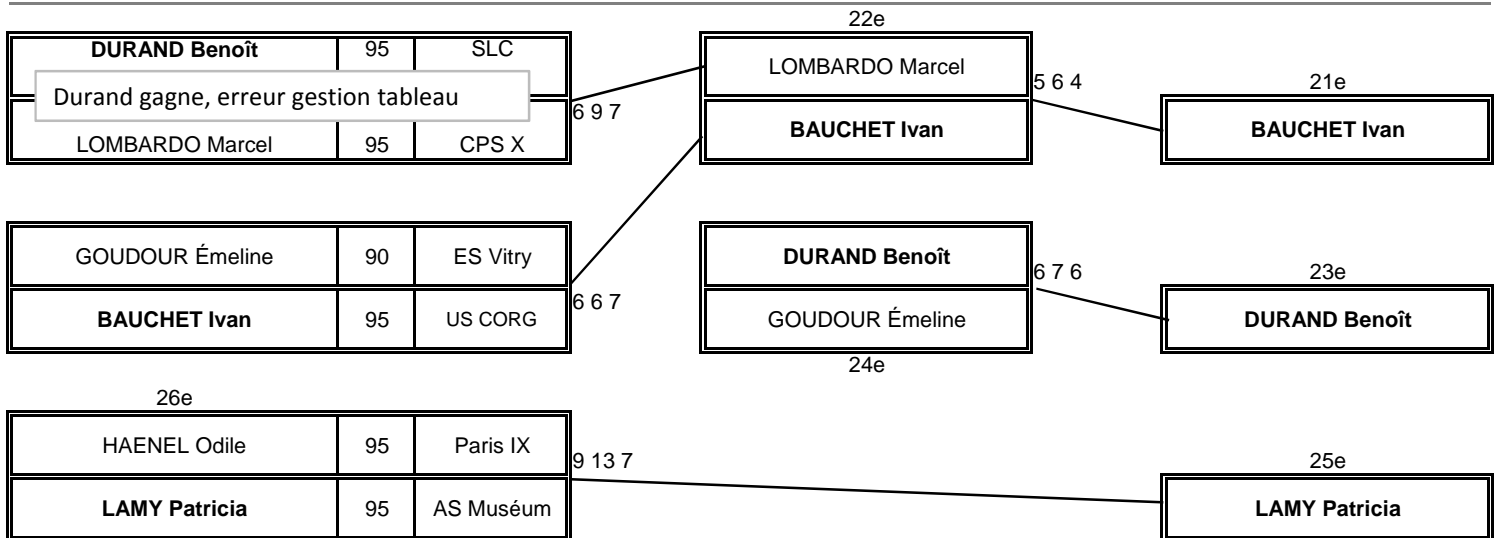 22e
DURAND Benoît 95 SLC
LOMBARDO Marcel
5 6 4
21e
Durand gagne, erreur gestion tableau
6 9 7
BAUCHET Ivan
BAUCHET Ivan
LOMBARDO Marcel 95 CPS X
GOUDOUR Émeline 90 ES Vitry
DURAND Benoît
6 7 6
23e
6 6 7
BAUCHET Ivan 95 US CORG
GOUDOUR Émeline
DURAND Benoît
24e
26e
HAENEL Odile 95 Paris IX
9 13 7
25e
LAMY Patricia 95 AS Muséum
LAMY Patricia